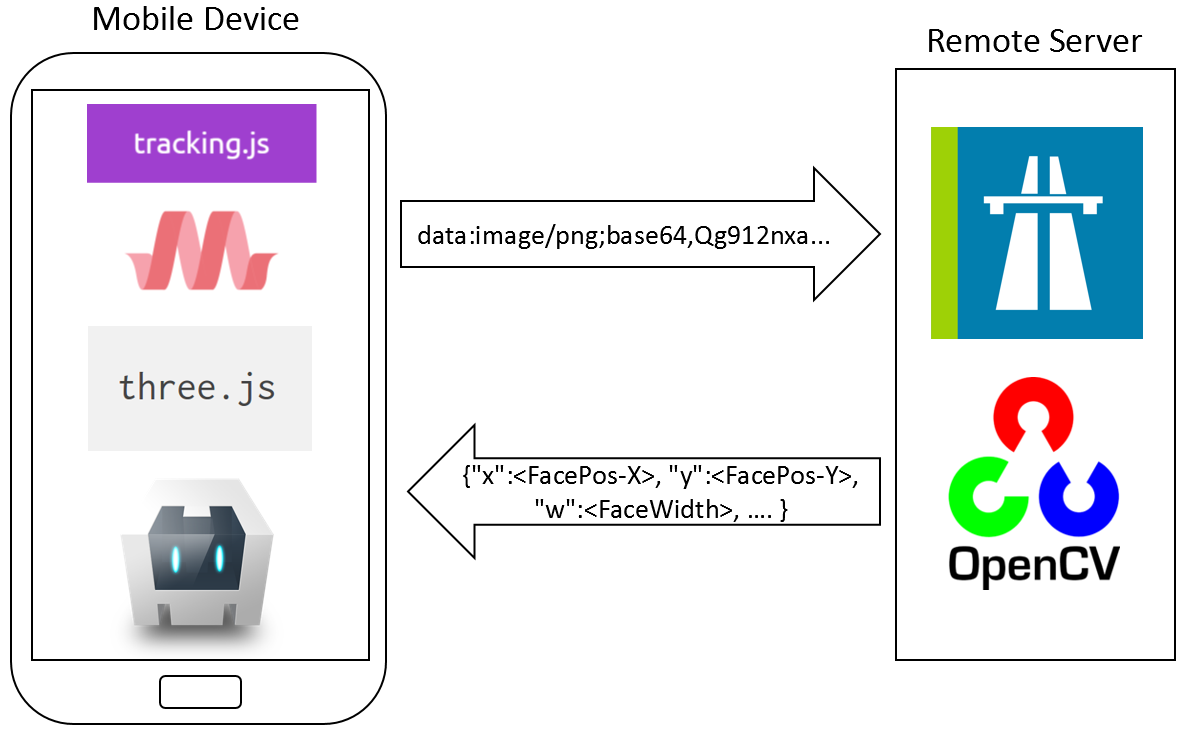 Mobile Device
Remote Server
tracking.js
three.js
data:image/png;base64,Qg912nxa...
{"x":<FacePos-X>, "y":<FacePos-Y>,
"w":<FaceWidth>, .... }
OpenCV